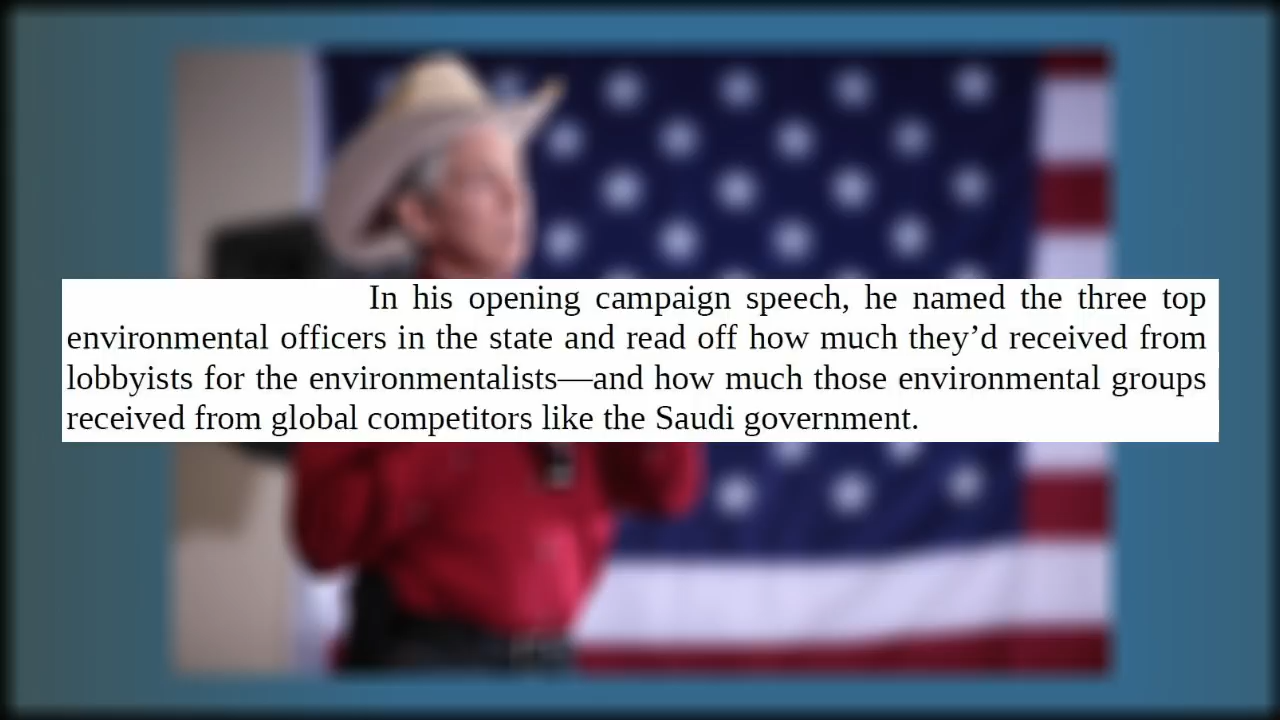 In his opening campaign speech, he named the three top
environmental officers in the state and read off how much they’d received from
lobbyists for the environmentalists—and how much those environmental groups
received from global competitors like the Saudi government.